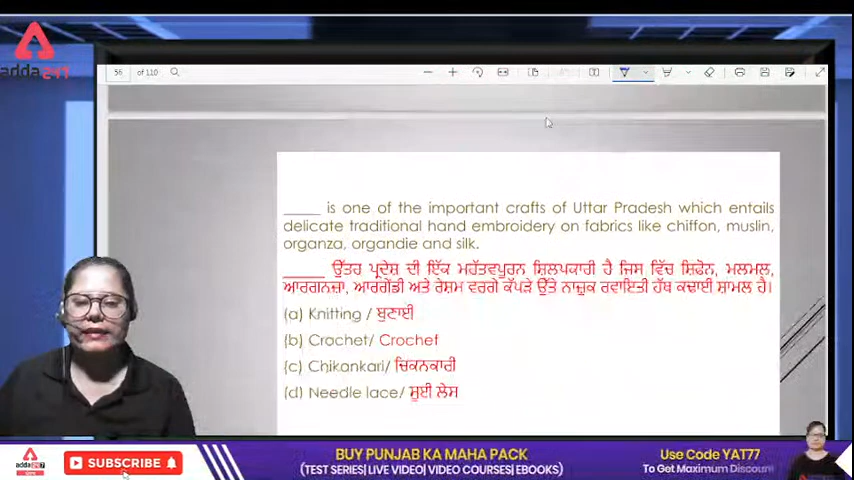 adda247
56 of 110
_____ is one of the important crafts of Uttar Pradesh which entails
delicate traditional hand embroidery on fabrics like chiffon, muslin,
organza, organdie and silk.
_____ ਉੱਤਰ ਪ੍ਰਦੇਸ਼ ਦੀ ਇੱਕ ਮਹੱਤਵਪੂਰਨ ਸ਼ਿਲਪਕਾਰੀ ਹੈ ਜਿਸ ਵਿੱਚ ਸ਼ਿਫੋਨ, ਮਲਮਲ,
ਆਰਗਨਜ਼ਾ, ਆਰਗੇਂਡੀ ਅਤੇ ਰੇਸ਼ਮ ਵਰਗੇ ਕੱਪੜੇ ਉੱਤੇ ਨਾਜ਼ੁਕ ਰਵਾਇਤੀ ਹੱਥ ਕਢਾਈ ਸ਼ਾਮਲ ਹੈ।
(a) Knitting / ਬੁਣਾਈ
(b) Crochet/ Crochet
(c) Chikankari/ ਚਿਕਨਕਾਰੀ
(d) Needle lace/ ਸੂਈ ਲੇਸ
adda247
SUBSCRIBE
BUY PUNJAB KA MAHA PACK
(TEST SERIES| LIVE VIDEO| VIDEO COURSES| EBOOKS)
Use Code YAT77
To Get Maximum Discount